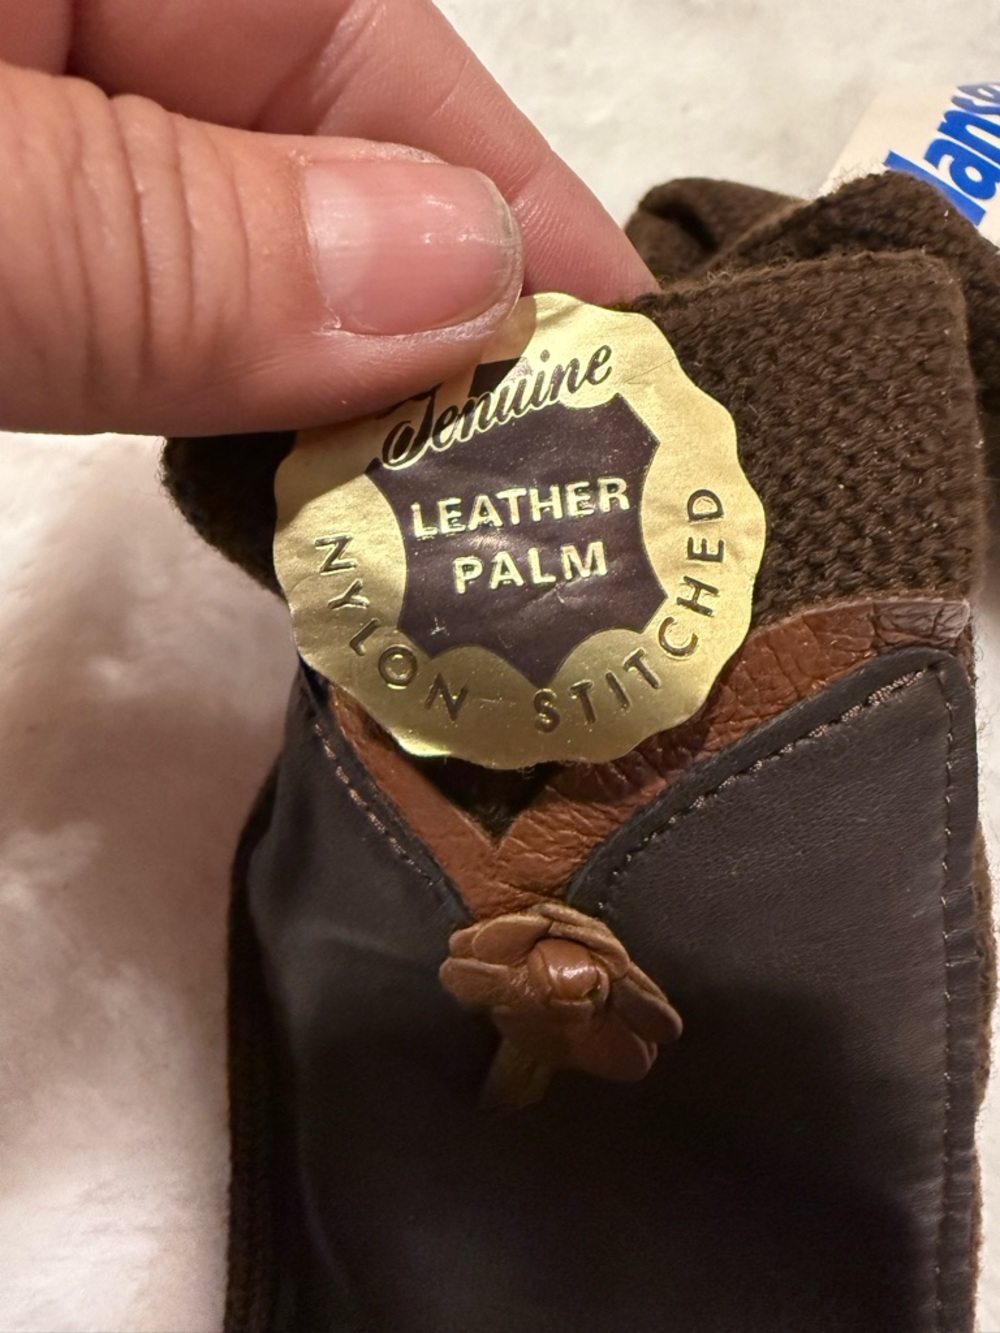 Genuine
LEATHER
PALM
NYLON STITCHED